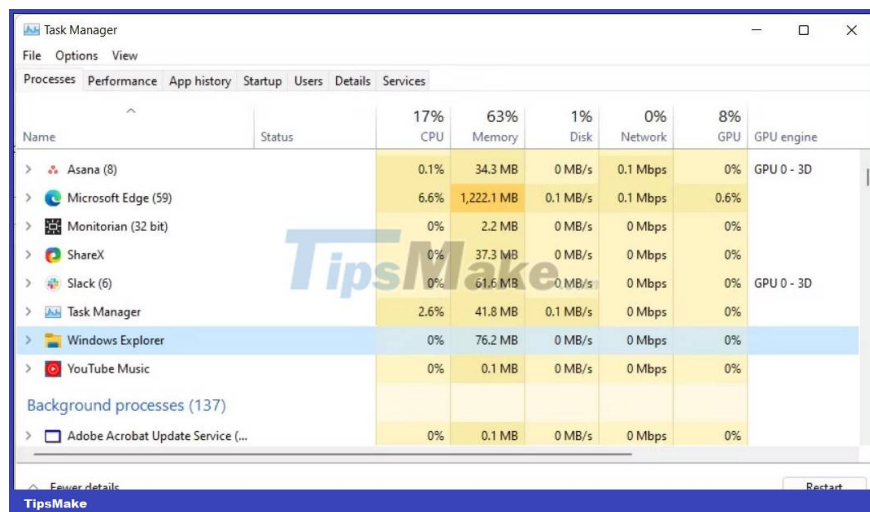 Task Manager
File Options View
Processes Performance App history Startup Users Details Services
17% 63% 1% 0% 8%
Name Status CPU Memory Disk Network GPU GPU engine
Asana (8) 0.1% 34.3 MB 0 MB/s 0.1 Mbps 0% GPU 0 - 3D
Microsoft Edge (59) 6.6% 1,222.1 MB 0.1 MB/s 0.1 Mbps 0.6%
Monitorian (32 bit) 0% 2.2 MB 0 MB/s 0 Mbps 0%
ShareX 0% 37.3 MB 0 MB/s 0 Mbps 0%
TipsMake.com
Slack (6) 0% 61.6 MB 0 MB/s 0 Mbps 0% GPU 0 - 3D
Task Manager 2.6% 41.8 MB 0.1 MB/s 0 Mbps 0%
Windows Explorer 0% 76.2 MB 0 MB/s 0 Mbps 0%
YouTube Music 0% 0.1 MB 0 MB/s 0 Mbps 0%
Background processes (137)
Adobe Acrobat Update Service (... 0% 0.1 MB 0 MB/s 0 Mbps 0%
Fewer details Restart
TipsMake